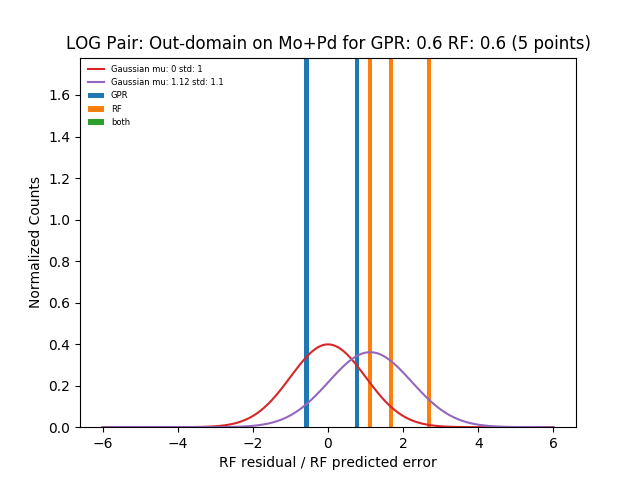 LOG Pair: Out-domain on Mo+Pd for GPR: 0.6 RF: 0.6 (5 points)
Gaussian mu: 0 std: 1
Gaussian mu: 1.12 std: 1.1
GPR
RF
both
Normalized Counts
1.6
1.4
1.2
1.0
0.8
0.6
0.4
0.2
0.0
−6 −4 −2 0 2 4 6
RF residual / RF predicted error